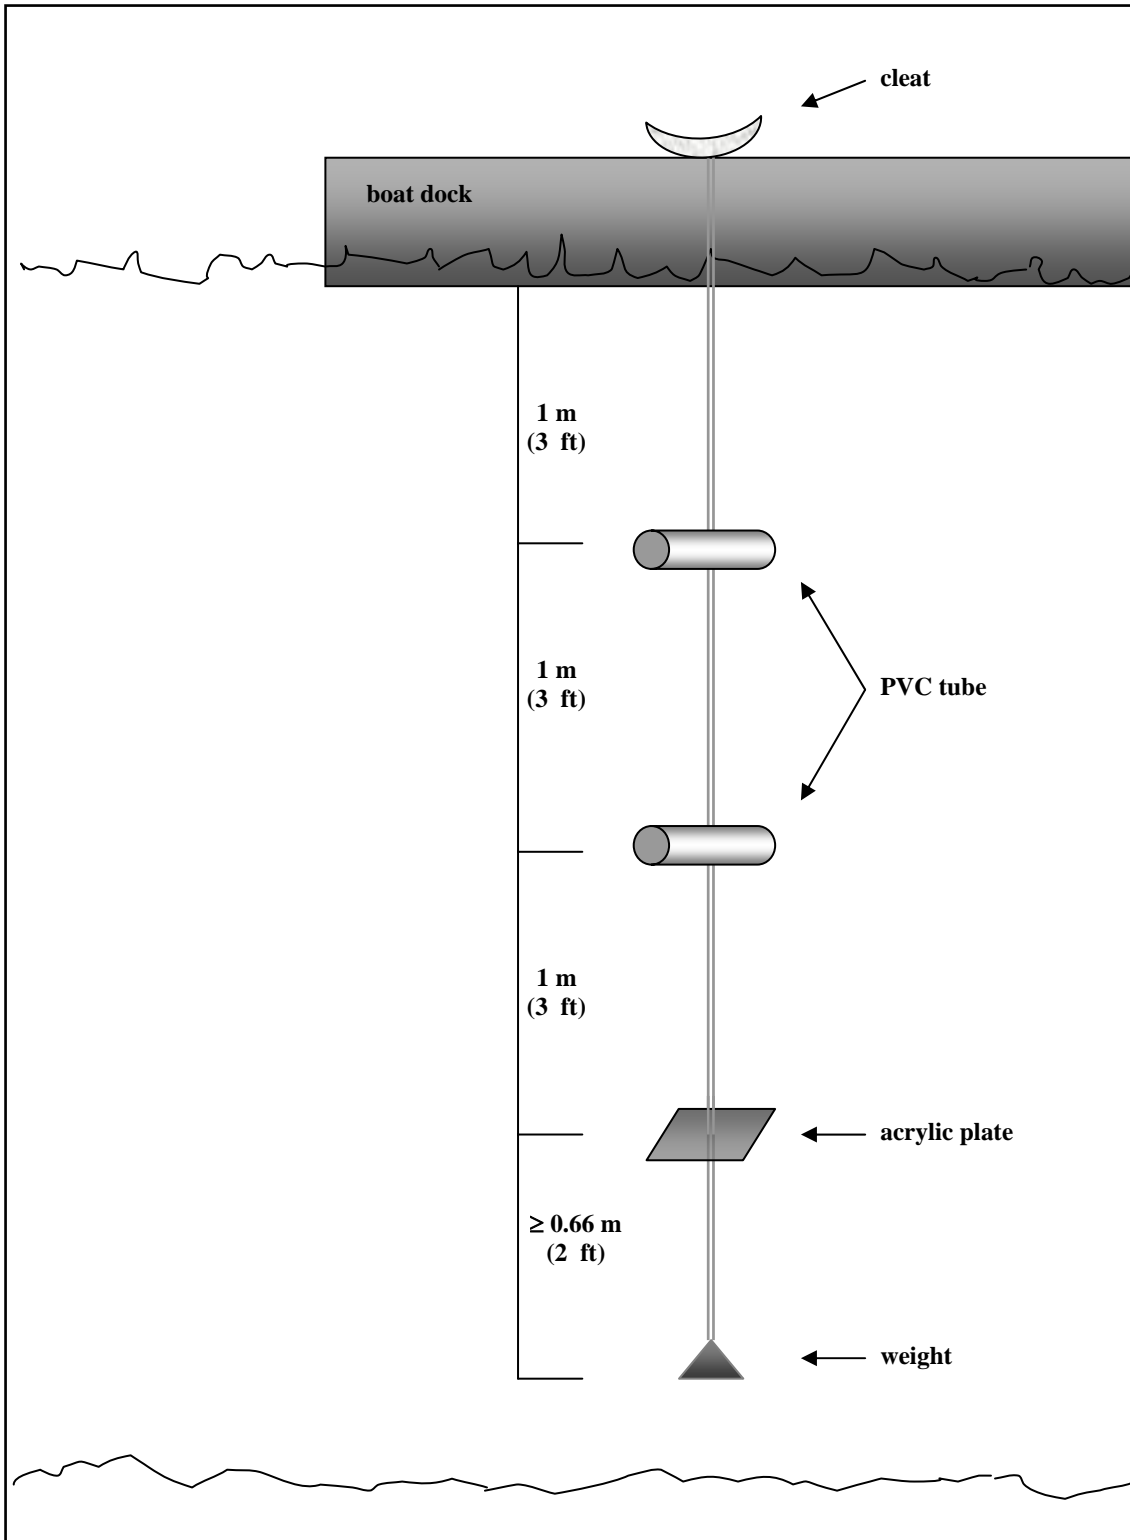 cleat
boat dock
1 m
(3 ft)
1 m
(3 ft)
PVC tube
1 m
(3 ft)
acrylic plate
≥ 0.66 m
(2 ft)
weight